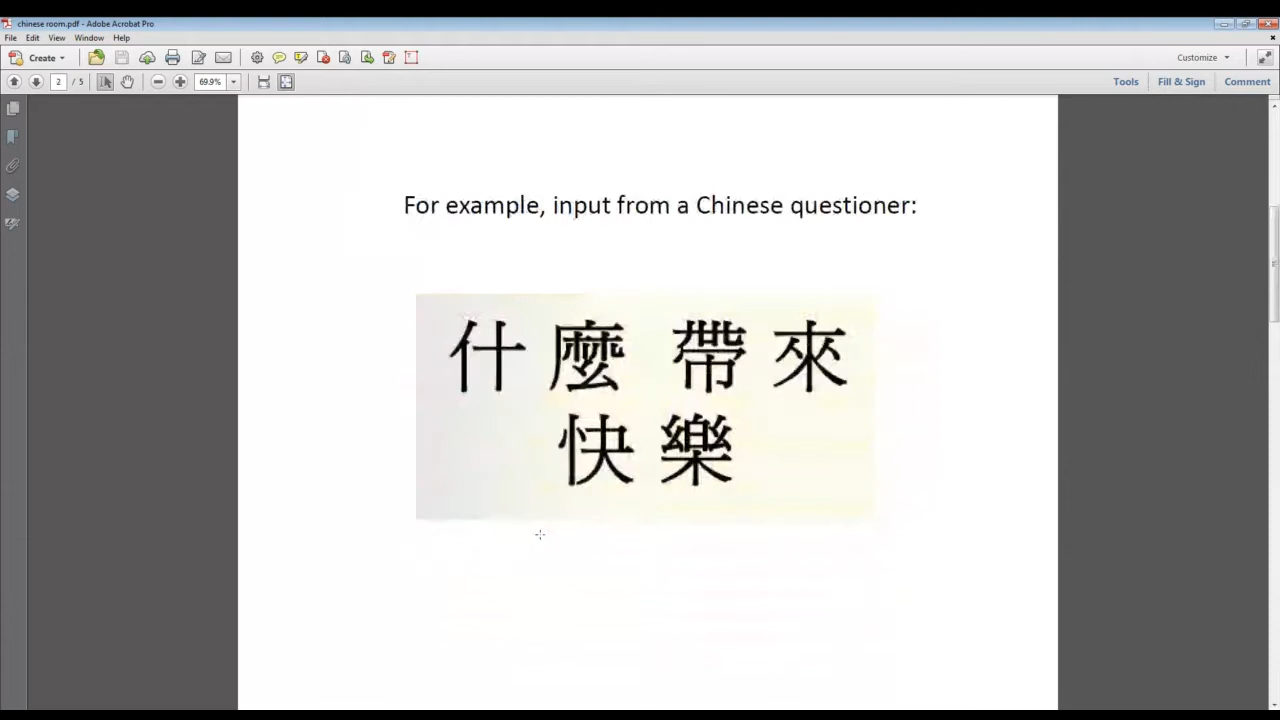 chinese room.pdf - Adobe Acrobat Pro
File Edit View Window Help
Create Customize
2 / 5 69.9% Tools Fill & Sign Comment
For example, input from a Chinese questioner:
什麼 帶來
快樂